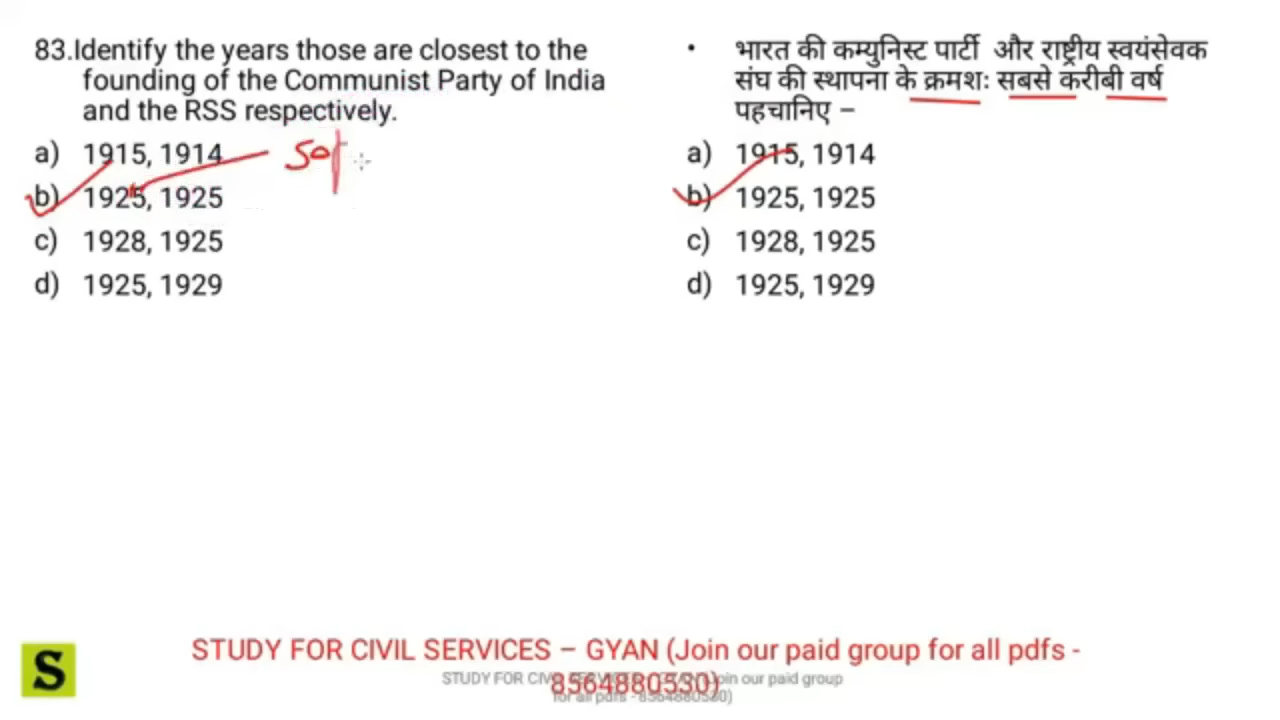 83.Identify the years those are closest to the
founding of the Communist Party of India
and the RSS respectively.
a) 1915, 1914
b) 1925, 1925
c) 1928, 1925
d) 1925, 1929
• भारत की कम्युनिस्ट पार्टी और राष्ट्रीय स्वयंसेवक
संघ की स्थापना के क्रमशः सबसे करीबी वर्ष
पहचानिए –
a) 1915, 1914
b) 1925, 1925
c) 1928, 1925
d) 1925, 1929
STUDY FOR CIVIL SERVICES – GYAN (Join our paid group for all pdfs -
8564880530)
S